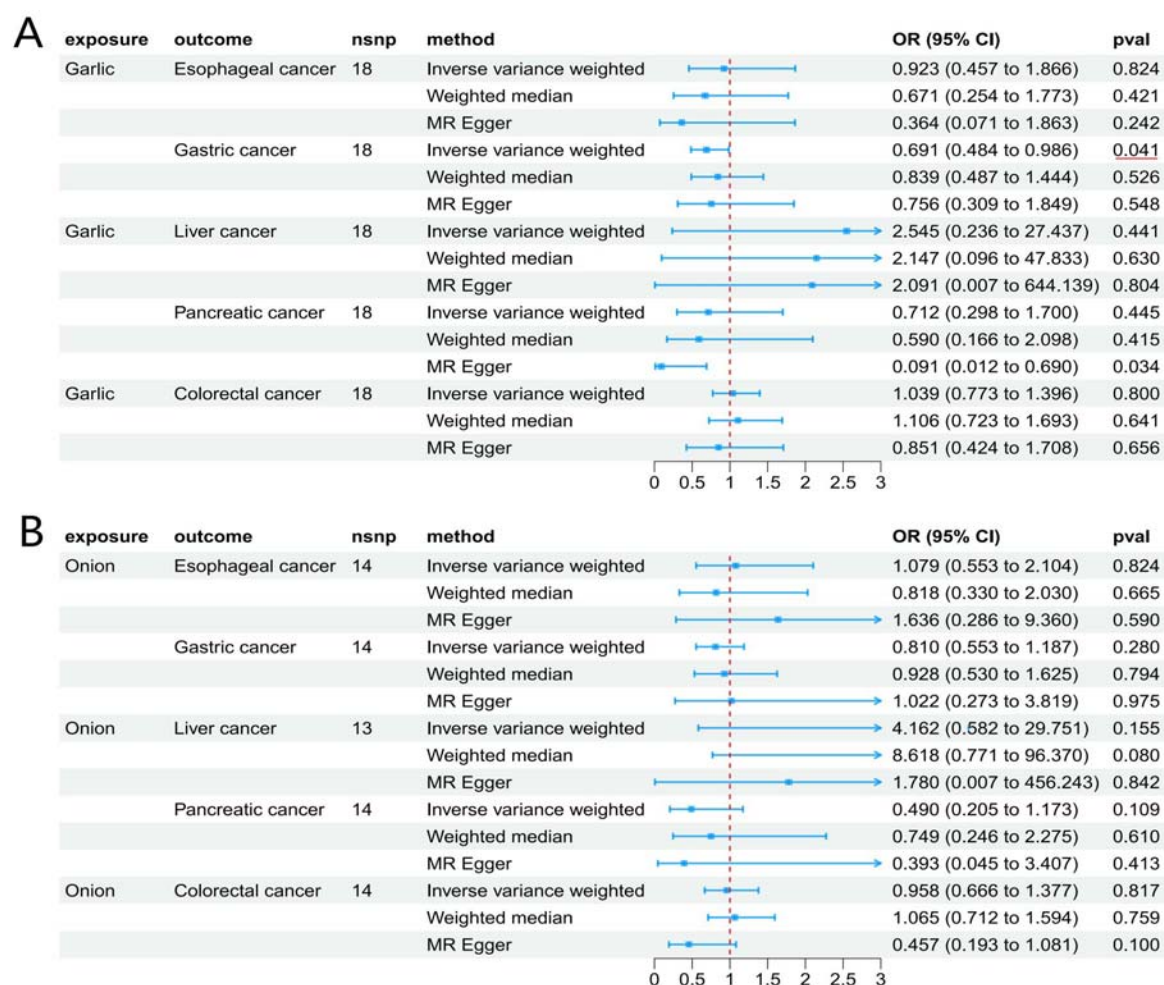 A
exposure outcome nsnp method OR (95% CI) pval
Garlic Esophageal cancer 18 Inverse variance weighted 0.923 (0.457 to 1.866) 0.824
Weighted median 0.671 (0.254 to 1.773) 0.421
MR Egger 0.364 (0.071 to 1.863) 0.242
Gastric cancer 18 Inverse variance weighted 0.691 (0.484 to 0.986) 0.041
Weighted median 0.839 (0.487 to 1.444) 0.526
MR Egger 0.756 (0.309 to 1.849) 0.548
Garlic Liver cancer 18 Inverse variance weighted 2.545 (0.236 to 27.437) 0.441
Weighted median 2.147 (0.096 to 47.833) 0.630
MR Egger 2.091 (0.007 to 644.139) 0.804
Pancreatic cancer 18 Inverse variance weighted 0.712 (0.298 to 1.700) 0.445
Weighted median 0.590 (0.166 to 2.098) 0.415
MR Egger 0.091 (0.012 to 0.690) 0.034
Garlic Colorectal cancer 18 Inverse variance weighted 1.039 (0.773 to 1.396) 0.800
Weighted median 1.106 (0.723 to 1.693) 0.641
MR Egger 0.851 (0.424 to 1.708) 0.656
0 0.5 1 1.5 2 2.5 3
B
exposure outcome nsnp method OR (95% CI) pval
Onion Esophageal cancer 14 Inverse variance weighted 1.079 (0.553 to 2.104) 0.824
Weighted median 0.818 (0.330 to 2.030) 0.665
MR Egger 1.636 (0.286 to 9.360) 0.590
Gastric cancer 14 Inverse variance weighted 0.810 (0.553 to 1.187) 0.280
Weighted median 0.928 (0.530 to 1.625) 0.794
MR Egger 1.022 (0.273 to 3.819) 0.975
Onion Liver cancer 13 Inverse variance weighted 4.162 (0.582 to 29.751) 0.155
Weighted median 8.618 (0.771 to 96.370) 0.080
MR Egger 1.780 (0.007 to 456.243) 0.842
Pancreatic cancer 14 Inverse variance weighted 0.490 (0.205 to 1.173) 0.109
Weighted median 0.749 (0.246 to 2.275) 0.610
MR Egger 0.393 (0.045 to 3.407) 0.413
Onion Colorectal cancer 14 Inverse variance weighted 0.958 (0.666 to 1.377) 0.817
Weighted median 1.065 (0.712 to 1.594) 0.759
MR Egger 0.457 (0.193 to 1.081) 0.100
0 0.5 1 1.5 2 2.5 3